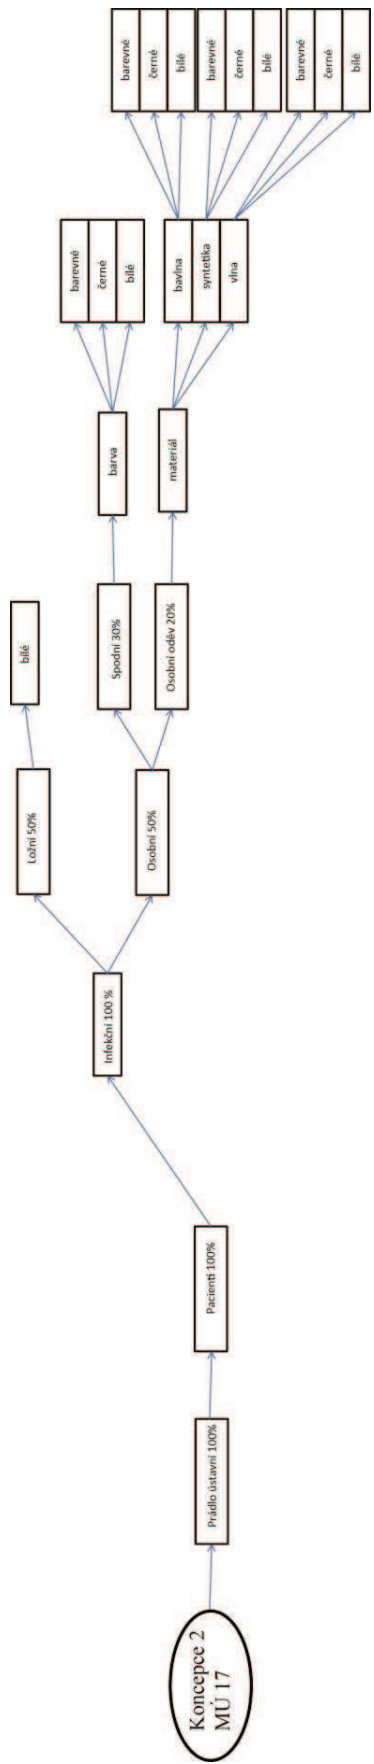 Koncepce 2
MÚ 17
Prádlo ústavní 100%
Pacienti 100%
Infekční 100 %
Ložní 50%
bílé
Osobní 50%
Spodní 30%
barva
barevné
černé
bílé
Osobní oděv 20%
materiál
bavlna
syntetika
vlna
barevné
černé
bílé
barevné
černé
bílé
barevné
černé
bílé